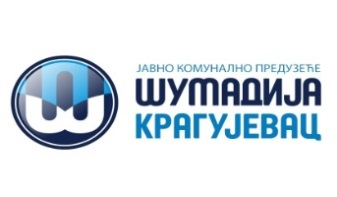 ЈАВНО КОМУНАЛНО ПРЕДУЗЕЋЕ
ШУМАДИЈА
КРАГУЈЕВАЦ